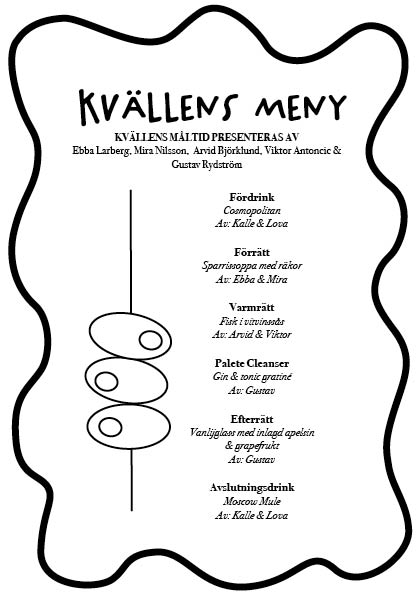 KVÄLLENS MENY
KVÄLLENS MÅLTID PRESENTERAS AV
Ebba Larberg, Mira Nilsson, Arvid Björklund, Viktor Antoncic &
Gustav Rydström
Fördrink
Cosmopolitan
Av: Kalle & Lova
Förrätt
Sparrissoppa med räkor
Av: Ebba & Mira
Varmrätt
Fisk i vitvinssås
Av: Arvid & Viktor
Palete Cleanser
Gin & tonic gratiné
Av: Gustav
Efterrätt
Vanlijglass med inlagd apelsin
& grapefrukt
Av: Gustav
Avslutningsdrink
Moscow Mule
Av: Kalle & Lova